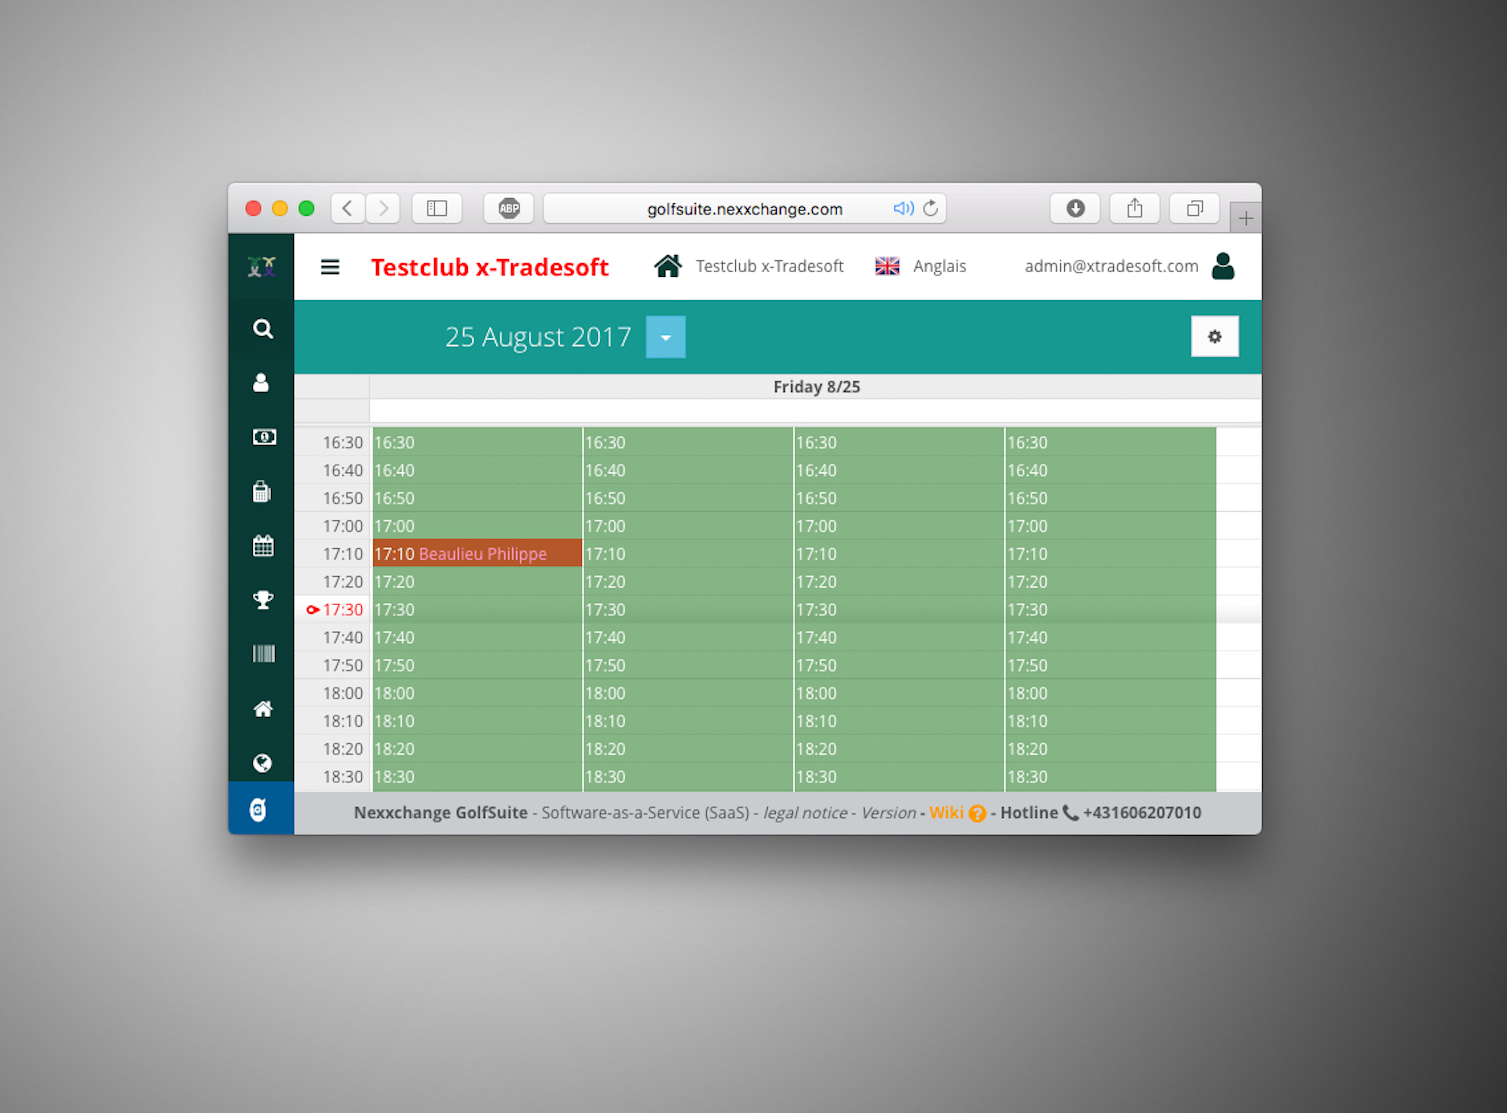 ABP
golfsuite.nexxchange.com
Testclub x-Tradesoft
Testclub x-Tradesoft
Anglais
admin@xtradesoft.com
25 August 2017
Friday 8/25
16:30 16:30 16:30 16:30 16:30
16:40 16:40 16:40 16:40 16:40
16:50 16:50 16:50 16:50 16:50
17:00 17:00 17:00 17:00 17:00
17:10 17:10 Beaulieu Philippe 17:10 17:10 17:10
17:20 17:20 17:20 17:20 17:20
17:30 17:30 17:30 17:30 17:30
17:40 17:40 17:40 17:40 17:40
17:50 17:50 17:50 17:50 17:50
18:00 18:00 18:00 18:00 18:00
18:10 18:10 18:10 18:10 18:10
18:20 18:20 18:20 18:20 18:20
18:30 18:30 18:30 18:30 18:30
Nexxchange GolfSuite - Software-as-a-Service (SaaS) - legal notice - Version - Wiki ? - Hotline +431606207010